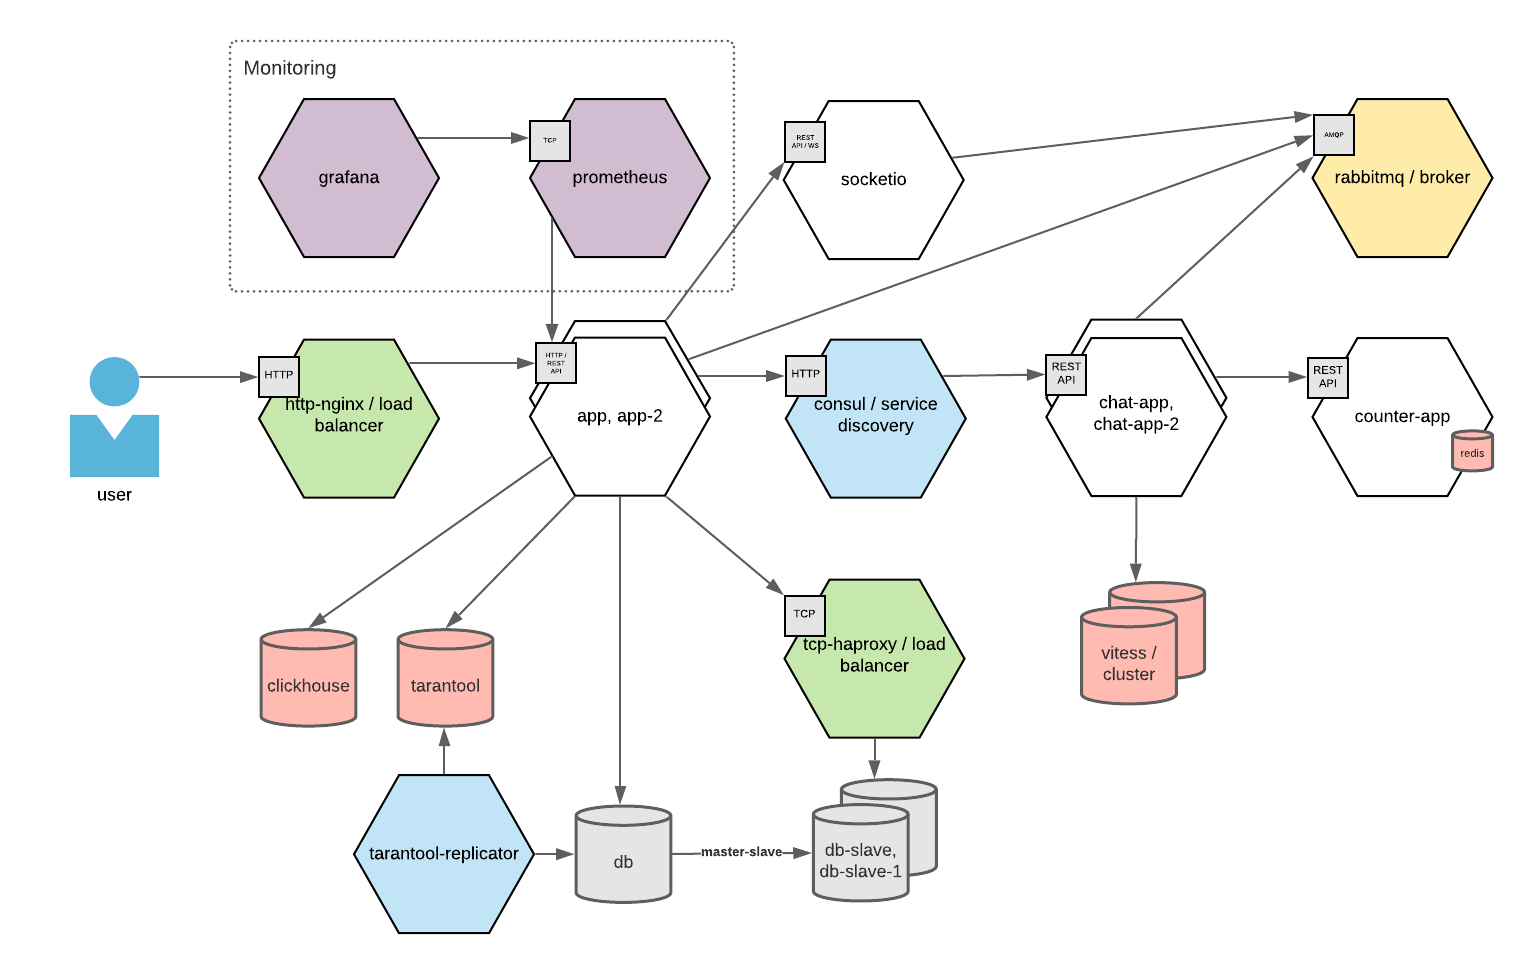 Monitoring
grafana
TCP
prometheus
REST
API / WS
socketio
AMQP
rabbitmq / broker
user
HTTP
http-nginx / load
balancer
HTTP /
REST
API
app, app-2
HTTP
consul / service
discovery
REST
API
chat-app,
chat-app-2
REST
API
counter-app
redis
clickhouse
tarantool
TCP
tcp-haproxy / load
balancer
vitess /
cluster
tarantool-replicator
db
master-slave
db-slave,
db-slave-1